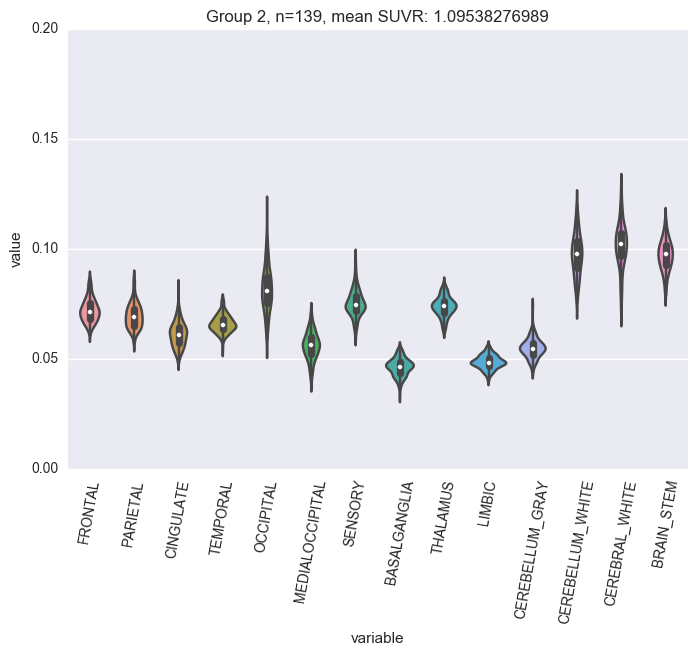 Group 2, n=139, mean SUVR: 1.09538276989
0.20
0.15
0.10
0.05
0.00
value
FRONTAL
PARIETAL
CINGULATE
TEMPORAL
OCCIPITAL
MEDIALOCCIPITAL
SENSORY
BASALGANGLIA
THALAMUS
LIMBIC
CEREBELLUM_GRAY
CEREBELLUM_WHITE
CEREBRAL_WHITE
BRAIN_STEM
variable